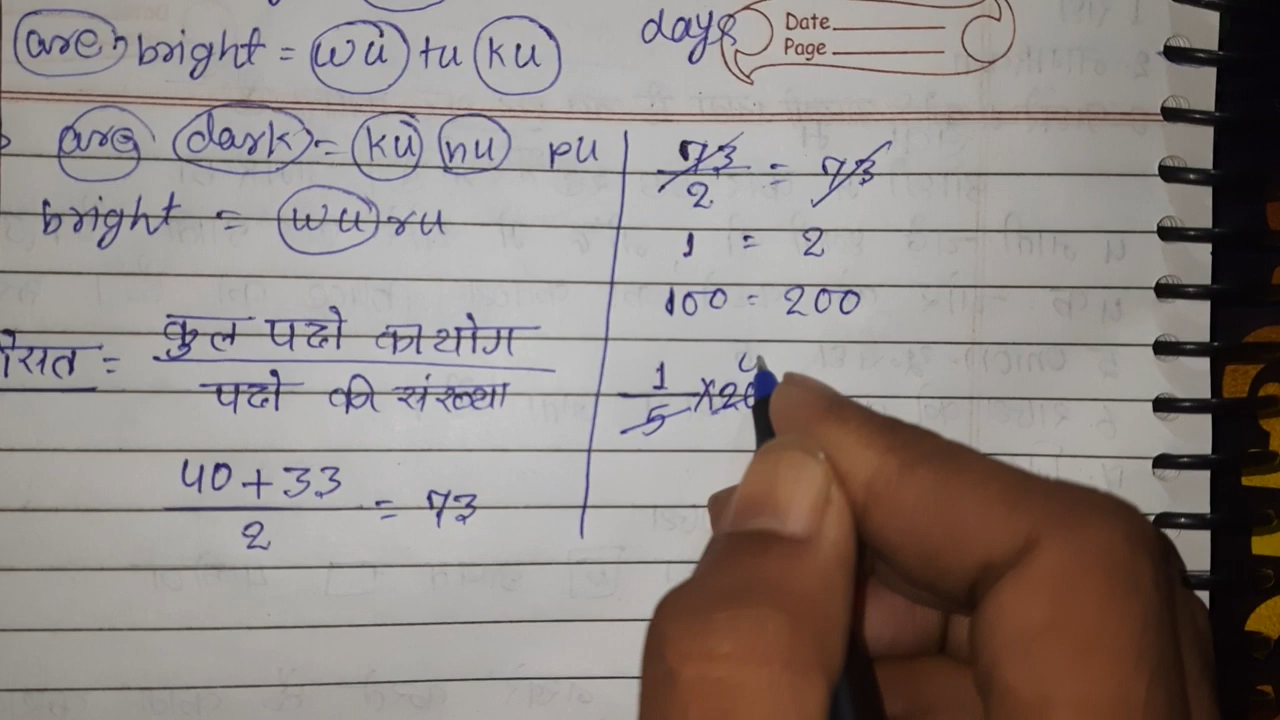 are, bright = wu tu ku
days
Date
Page
are dark = ku nu pu
bright = wu ru
= कुल पदो का योग
पदो की संख्या
40 + 33
2
= 73
73
2
= 73
1 = 2
100 = 200
1
5
× 20
4